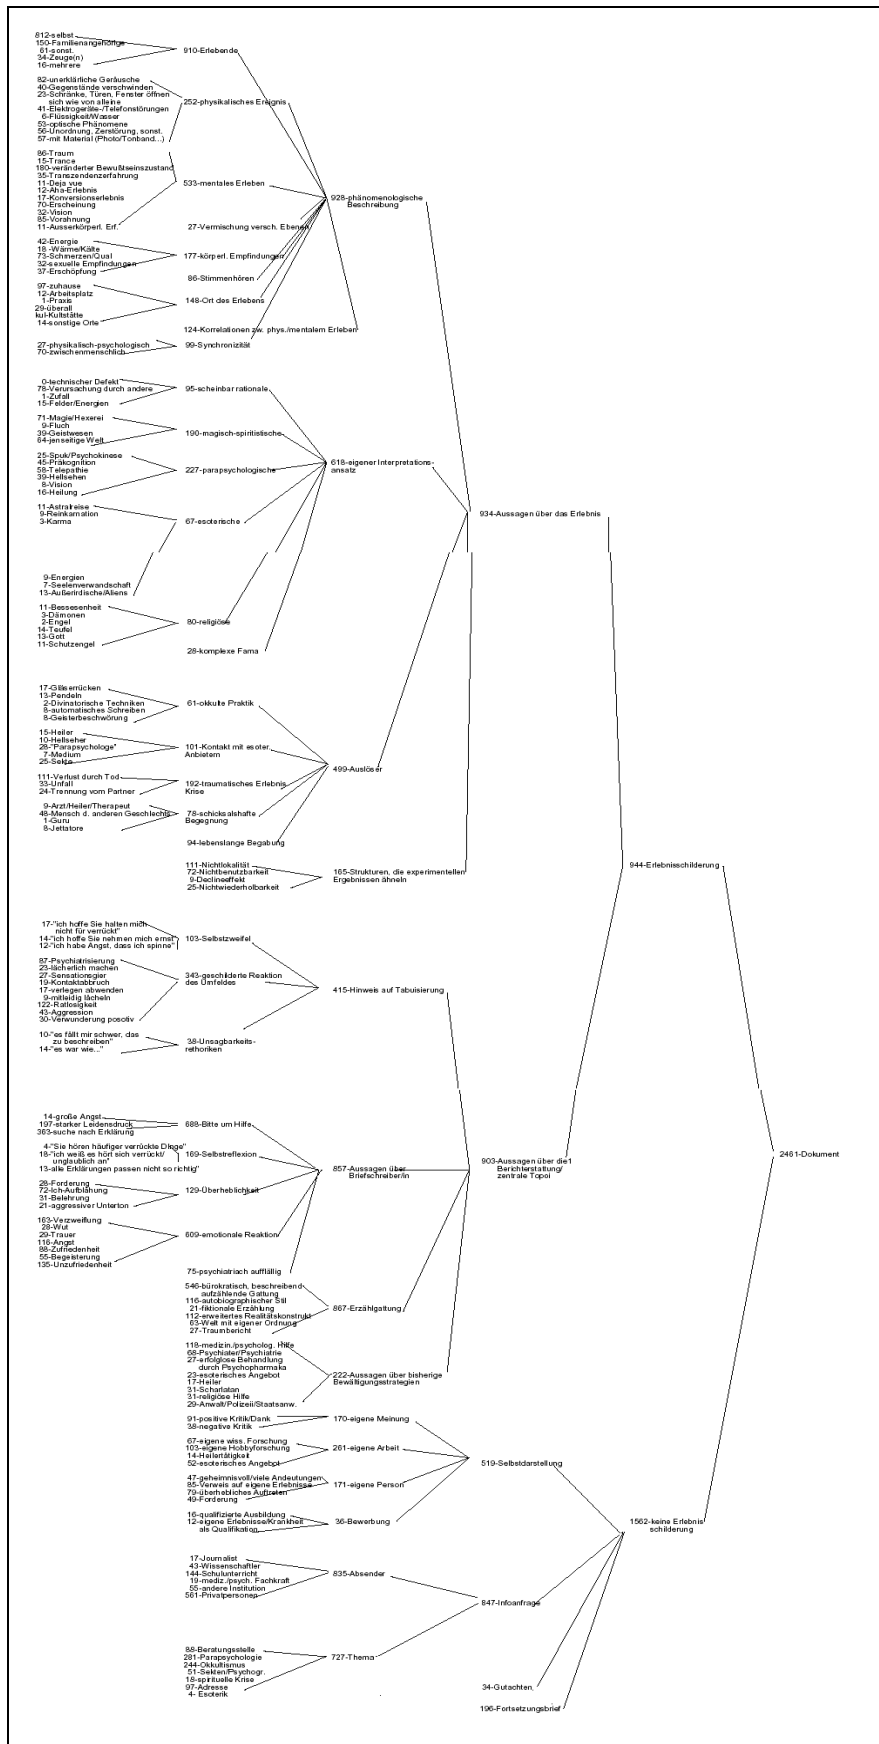 812-selbst
150-Familienangehörige
61-sonst.
34-Zeuge(n)
16-mehrere
910-Erlebende
82-unerklärliche Geräusche
40-Gegenstände verschwinden
23-Schränke, Türen, Fenster öffnen
sich wie von alleine
41-Elektrogeräte-/Telefonstörungen
6-Flüssigkeit/Wasser
53-optische Phänomene
56-Unordnung, Zerstörung, sonst.
57-mit Material (Photo/Tonband...)
252-physikalisches Ereignis
86-Traum
15-Trance
180-veränderter Bewußtseinszustand
35-Transzendenzerfahrung
11-Deja vue
12-Aha-Erlebnis
17-Konversionserlebnis
70-Erscheinung
32-Vision
85-Vorahnung
11-Ausserkörperl. Erf.
533-mentales Erleben
928-phänomenologische
Beschreibung
27-Vermischung versch. Ebenen
42-Energie
18 -Wärme/Kälte
73-Schmerzen/Qual
32-sexuelle Empfindungen
37-Erschöpfung
177-körperl. Empfindungen
86-Stimmenhören
97-zuhause
12-Arbeitsplatz
1-Praxis
29-überall
kul-Kultstätte
14-sonstige Orte
148-Ort des Erlebens
124-Korrelationen zw. phys./mentalem Erleben
27-physikalisch-psychologisch
70-zwischenmenschlich
99-Synchronizität
0-technischer Defekt
78-Verursachung durch andere
1-Zufall
15-Felder/Energien
95-scheinbar rationale
71-Magie/Hexerei
9-Fluch
39-Geistwesen
64-jenseitige Welt
190-magisch-spiritistische
25-Spuk/Psychokinese
45-Präkognition
58-Telepathie
39-Hellsehen
8-Vision
16-Heilung
227-parapsychologische
618-eigener Interpretations-
ansatz
11-Astralreise
9-Reinkarnation
3-Karma
67-esoterische
934-Aussagen über das Erlebnis
9-Energien
7-Seelenverwandschaft
13-Außerirdische/Aliens
11-Bessesenheit
3-Dämonen
2-Engel
14-Teufel
13-Gott
11-Schutzengel
80-religiöse
28-komplexe Fama
17-Gläserrücken
13-Pendeln
2-Divinatorische Techniken
8-automatisches Schreiben
8-Geisterbeschwörung
61-okkulte Praktik
15-Heiler
10-Hellseher
28-"Parapsychologe"
7-Medium
25-Sekte
101-Kontakt mit esoter.
Anbietern
499-Auslöser
111-Verlust durch Tod
33-Unfall
24-Trennung vom Partner
192-traumatisches Erlebnis
Krise
9-Arzt/Heiler/Therapeut
48-Mensch d. anderen Geschlechts
1-Guru
8-Jettatore
78-schicksalshafte
Begegnung
94-lebenslange Begabung
111-Nichtlokalität
72-Nichtbenutzbarkeit
9-Declineeffekt
25-Nichtwiederholbarkeit
165-Strukturen, die experimentellen
Ergebnissen ähneln
944-Erlebnisschilderung
17-"ich hoffe Sie halten mich
nicht für verrückt"
14-"ich hoffe Sie nehmen mich ernst"
12-"ich habe Angst, dass ich spinne"
103-Selbstzweifel
87-Psychiatrisierung
23-lächerlich machen
27-Sensationsgier
19-Kontaktabbruch
17-verlegen abwenden
9-mitleidig lächeln
122-Ratlosigkeit
43-Aggression
30-Verwunderung posotiv
343-geschilderte Reaktion
des Umfeldes
415-Hinweis auf Tabuisierung
10-"es fällt mir schwer, das
zu beschreiben"
14-"es war wie..."
38-Unsagbarkeits-
rethoriken
14-große Angst
197-starker Leidensdruck
363-suche nach Erklärung
688-Bitte um Hilfe
4-"Sie hören häufiger verrückte Dinge"
18-"ich weiß es hört sich verrückt/
unglaublich an"
13-alle Erklärungen passen nicht so richtig"
169-Selbstreflexion
28-Forderung
72-Ich-Aufblähung
31-Belehrung
21-aggressiver Unterton
129-Überheblichkeit
857-Aussagen über
Briefschreiber/in
903-Aussagen über die1
Berichterstattung/
zentrale Topoi
2461-Dokument
163-Verzweiflung
28-Wut
29-Trauer
116-Angst
88-Zufriedenheit
55-Begeisterung
135-Unzufriedenheit
609-emotionale Reaktion
75-psychiatriach auffällig
546-bürokratisch, beschreibend
aufzählende Gattung
116-autobiographischer Stil
21-fiktionale Erzählung
112-erweitertes Realitätskonstrukt
63-Welt mit eigener Ordnung
27-Traumbericht
867-Erzählgattung
118-medizin./psycholog. Hilfe
68-Psychiater/Psychiatrie
27-erfolglose Behandlung
durch Psychopharmaka
23-esoterisches Angebot
17-Heiler
31-Scharlatan
31-religiöse Hilfe
29-Anwalt/Polizeii/Staatsanw.
222-Aussagen über bisherige
Bewältigungsstrategien
91-positive Kritik/Dank
38-negative Kritik
170-eigene Meinung
67-eigene wiss. Forschung
103-eigene Hobbyforschung
14-Heilertätigkeit
52-esoterisches Angebot
261-eigene Arbeit
519-Selbstdarstellung
47-geheimnisvoll/viele Andeutungen
85-Verweis auf eigene Erlebnisse
79-überhebliches Auftreten
49-Forderung
171-eigene Person
16-qualifizierte Ausbildung
12-eigene Erlebnisse/Krankheit
als Qualifikation
36-Bewerbung
1562-keine Erlebnis
schilderung
17-Journalist
43-Wissenschaftler
144-Schulunterricht
19-mediz./psych. Fachkraft
55-andere Institution
561-Privatpersonen
835-Absender
847-Infoanfrage
88-Beratungsstelle
281-Parapsychologie
244-Okkultismus
51-Sekten/Psychogr.
18-spirituelle Krise
97-Adresse
4- Esoterik
727-Thema
34-Gutachten,
196-Fortsetzungsbrief